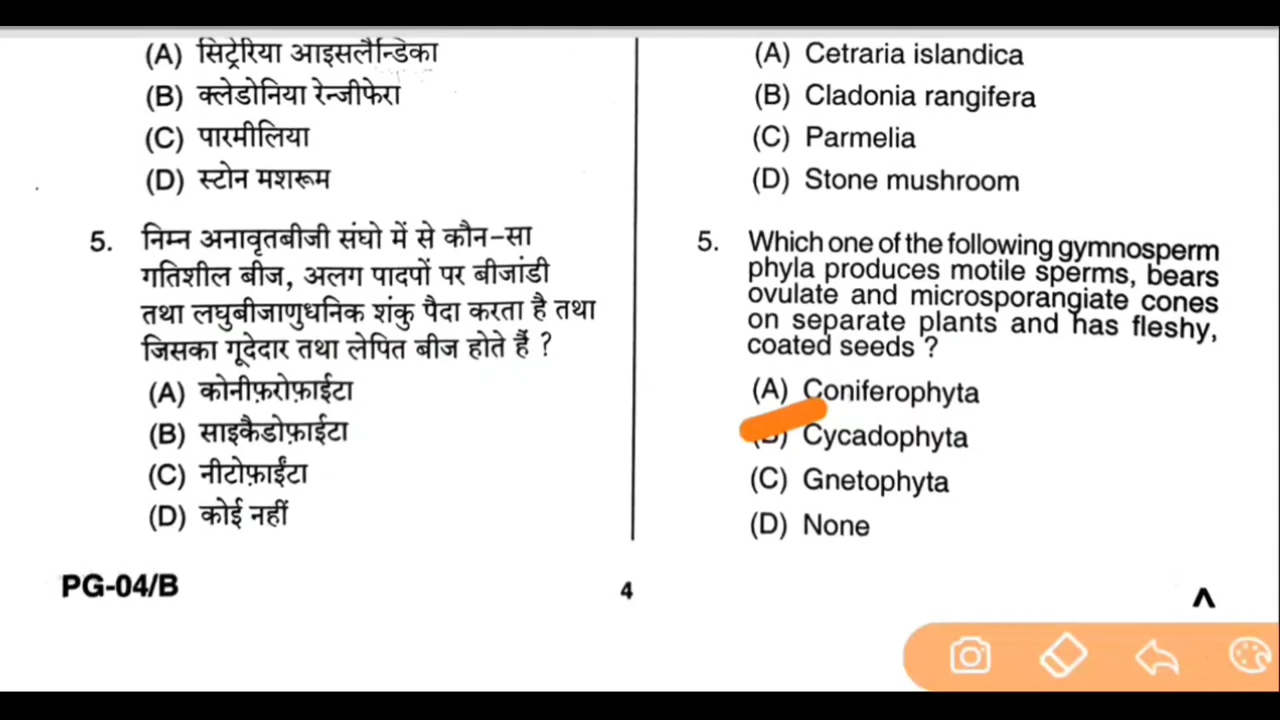 (A) सिट्रेरिया आइसलैन्डिका
(B) क्लेडोनिया रेन्जीफेरा
(C) पारमीलिया
(D) स्टोन मशरूम
5. निम्न अनावृतबीजी संघो में से कौन-सा
गतिशील बीज, अलग पादपों पर बीजांडी
तथा लघुबीजाणुधनिक शंकु पैदा करता है तथा
जिसका गूदेदार तथा लेपित बीज होते हैं ?
(A) कोनीफ़रोफ़ाईटा
(B) साइकैडोफ़ाईटा
(C) नीटोफ़ाईंटा
(D) कोई नहीं
(A) Cetraria islandica
(B) Cladonia rangifera
(C) Parmelia
(D) Stone mushroom
5. Which one of the following gymnosperm
phyla produces motile sperms, bears
ovulate and microsporangiate cones
on separate plants and has fleshy,
coated seeds ?
(A) Coniferophyta
(B) Cycadophyta
(C) Gnetophyta
(D) None
PG-04/B
4